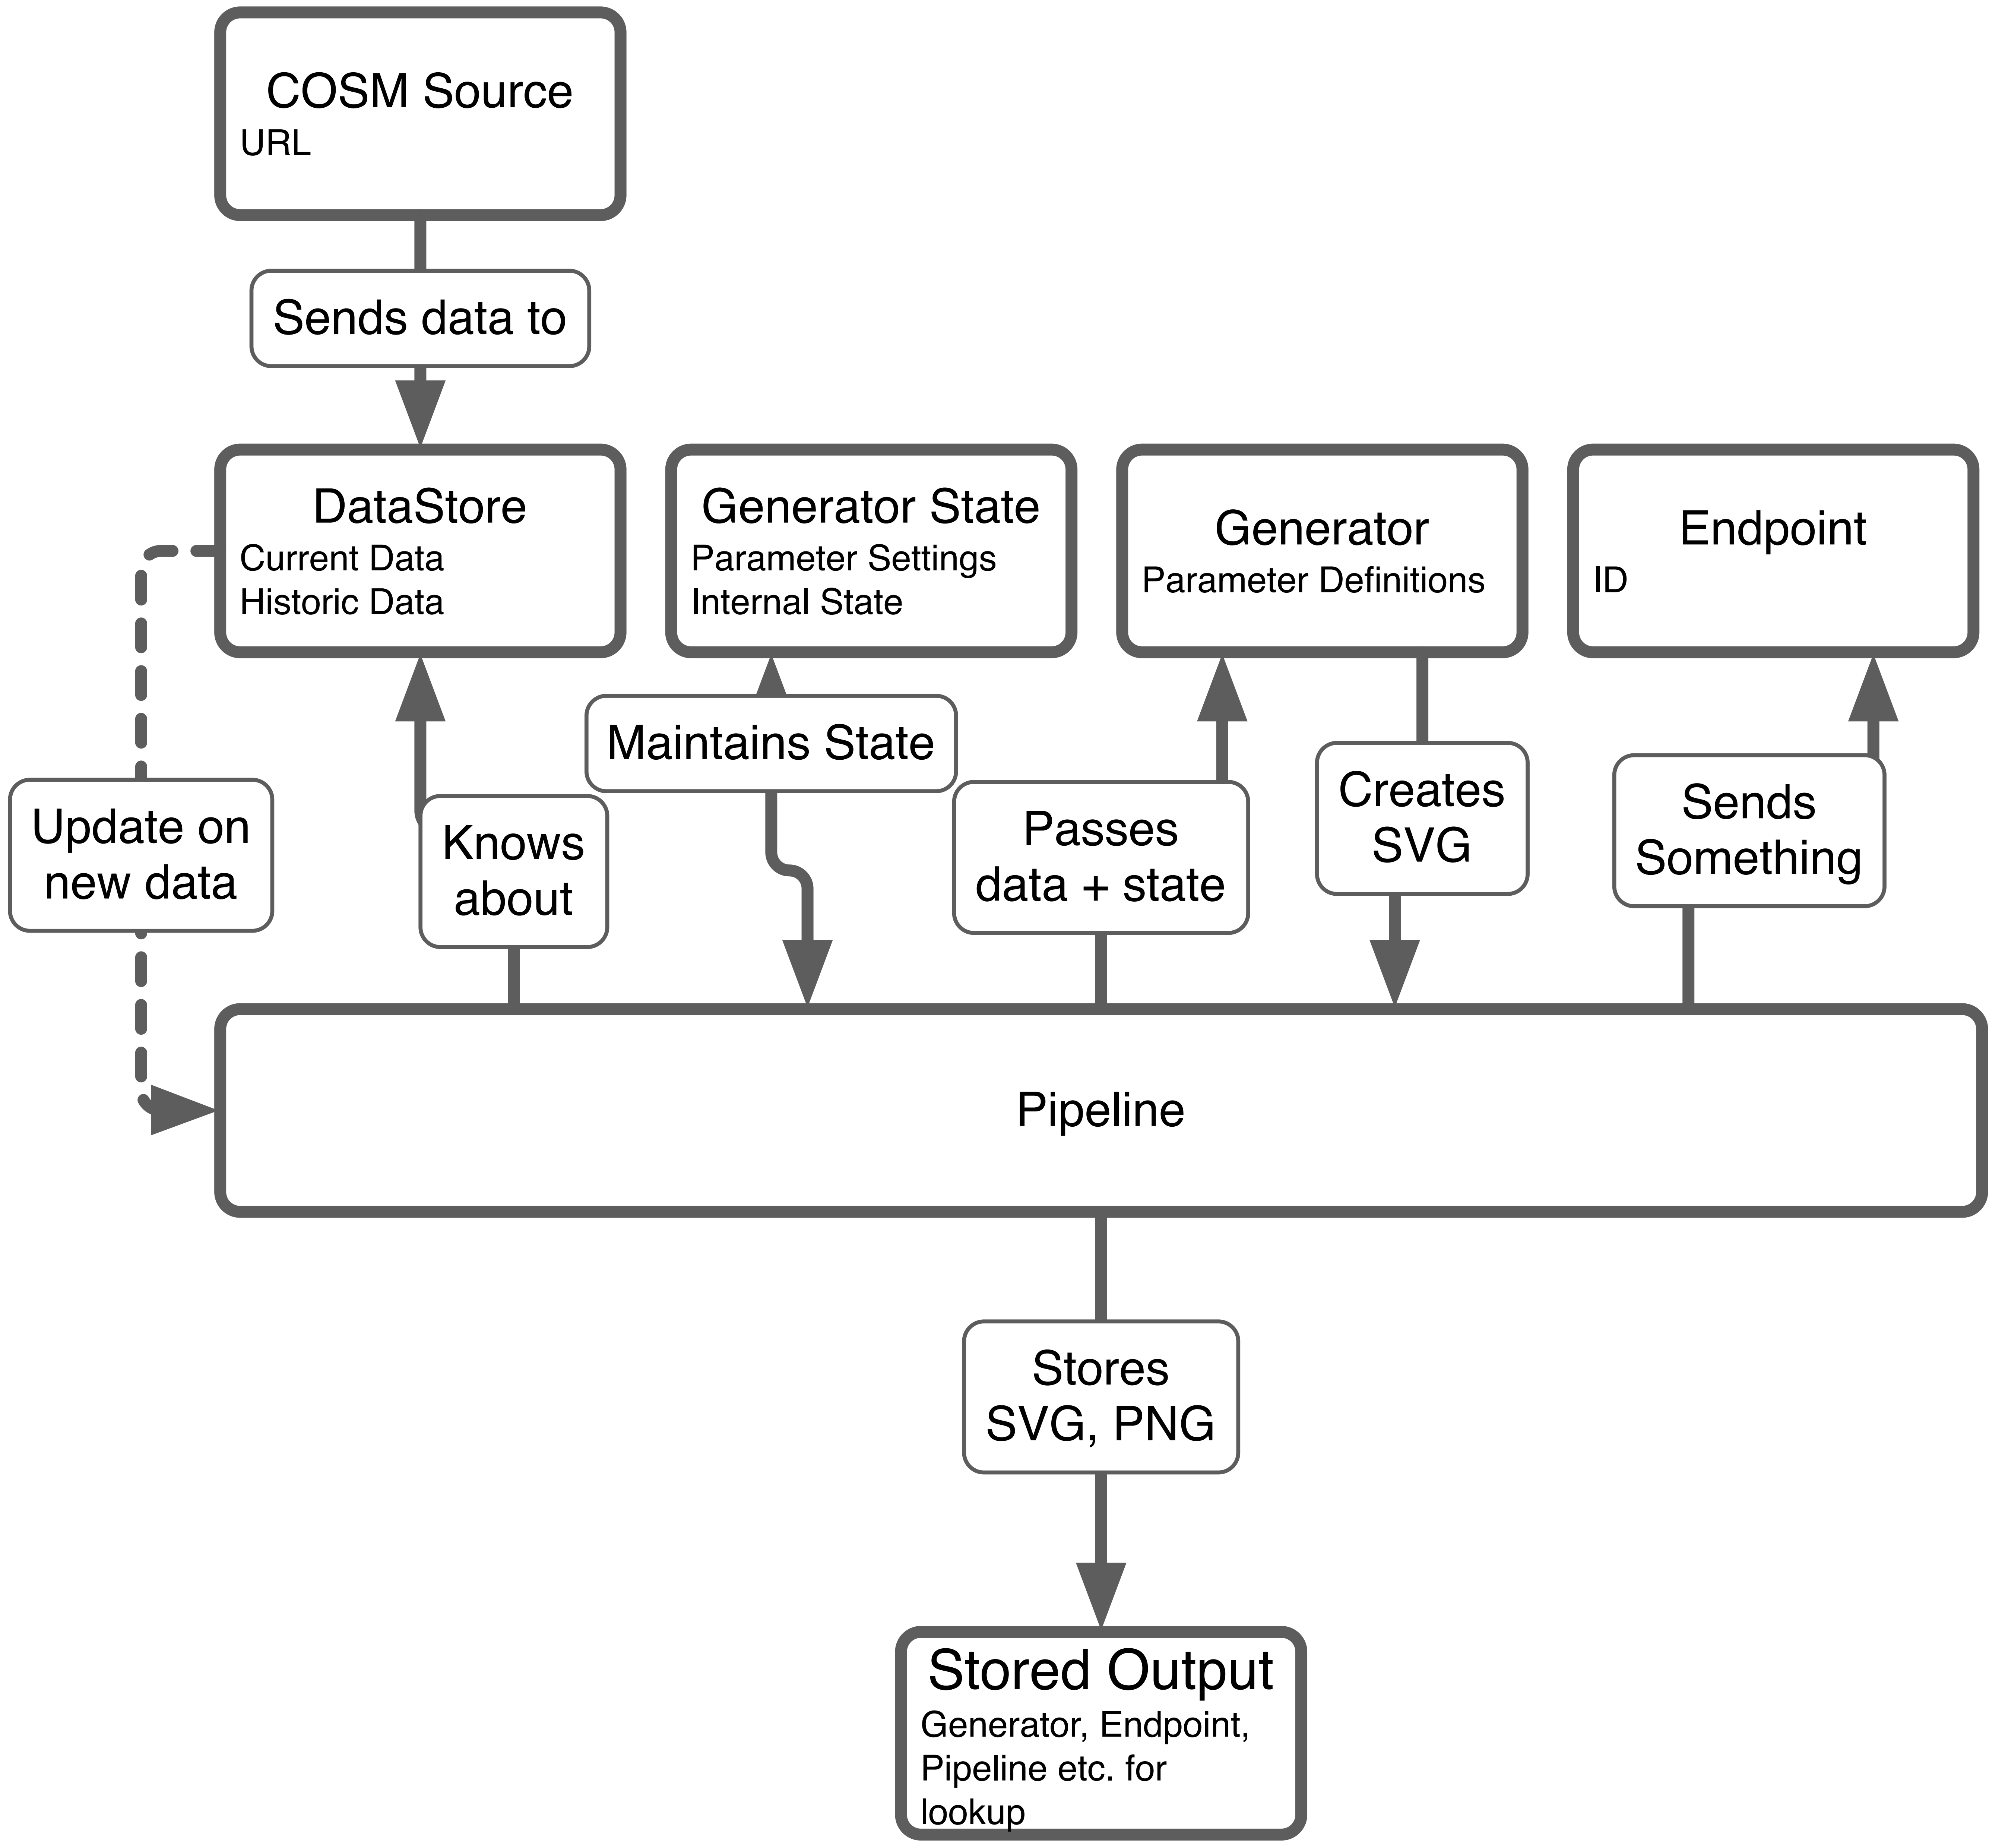 COSM Source
URL
Sends data to
DataStore
Current Data
Historic Data
Generator State
Parameter Settings
Internal State
Generator
Parameter Definitions
Endpoint
ID
Update on
new data
Knows
about
Maintains State
Passes
data + state
Creates
SVG
Sends
Something
Pipeline
Stores
SVG, PNG
Stored Output
Generator, Endpoint,
Pipeline etc. for
lookup